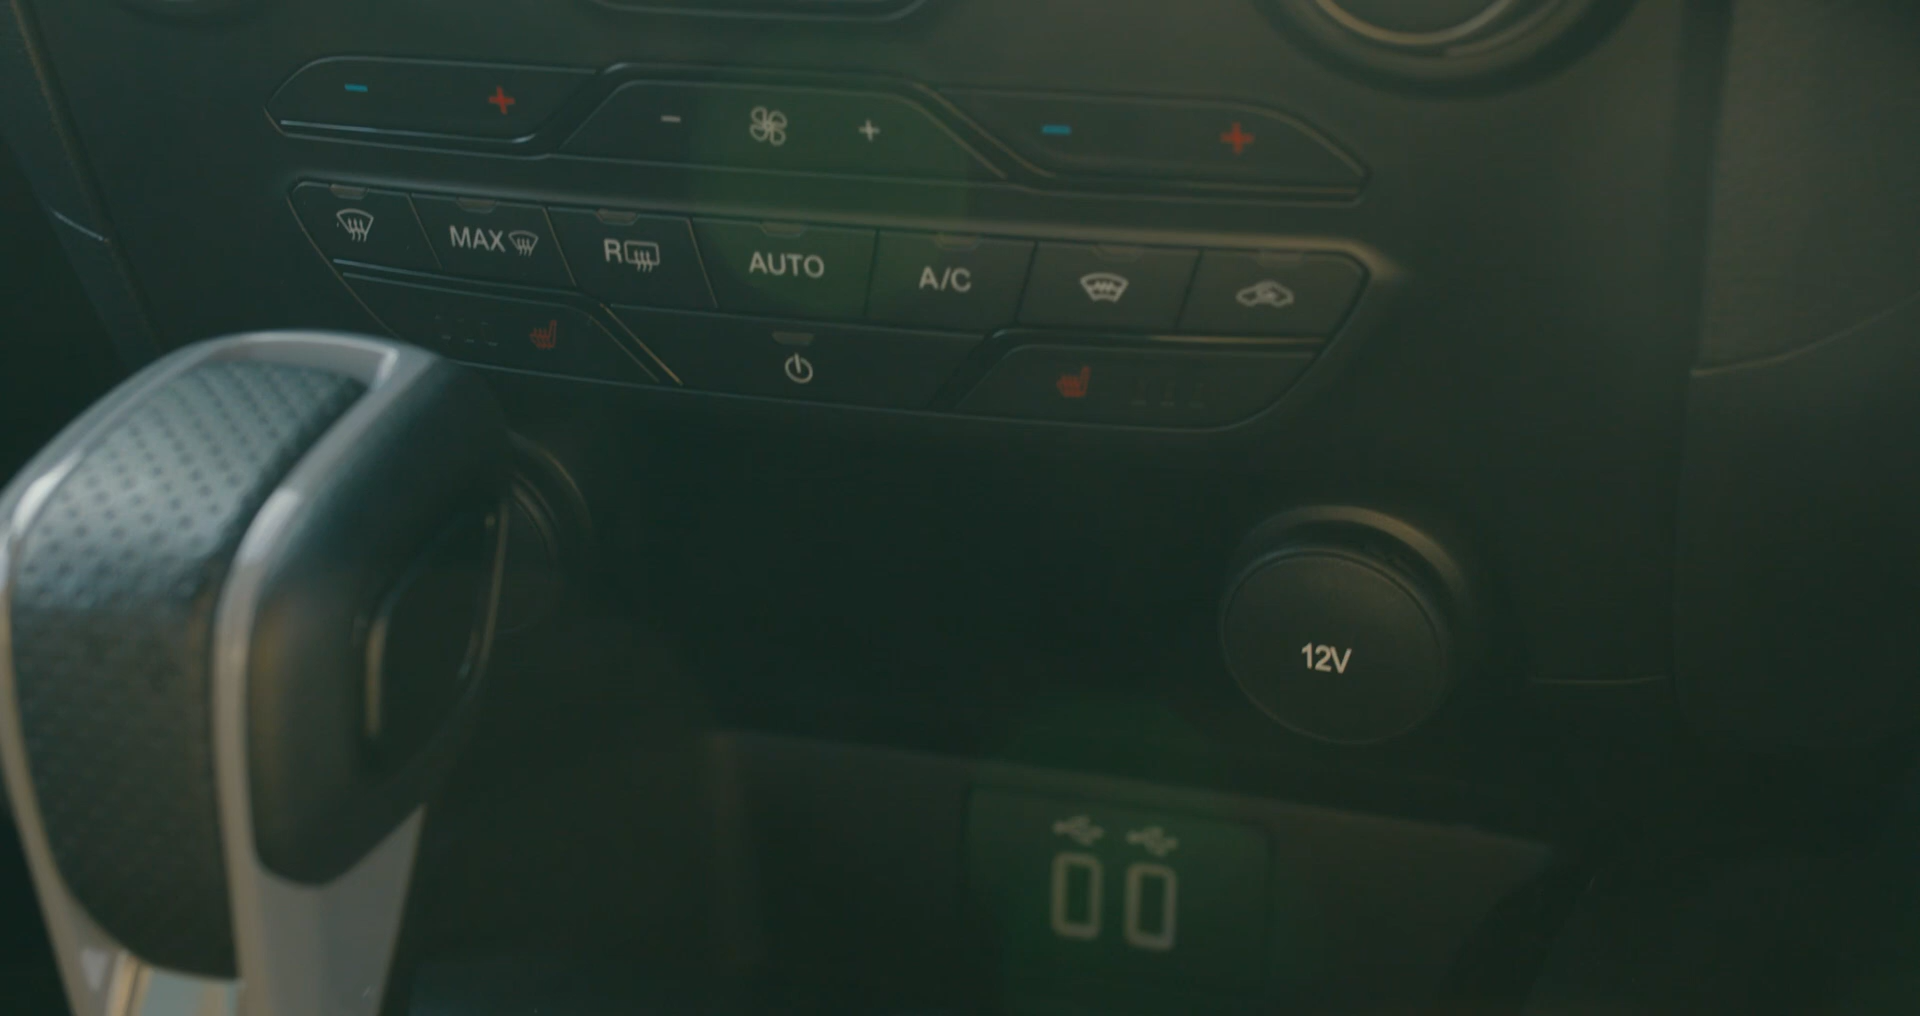 - +
- +
- +
MAX
R
AUTO
A/C
12V